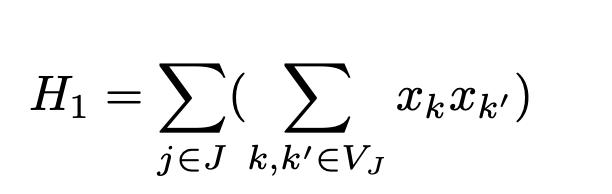 H_1 = \sum_{j \in J} ( \sum_{k,k' \in V_J} x_k x_{k'} )